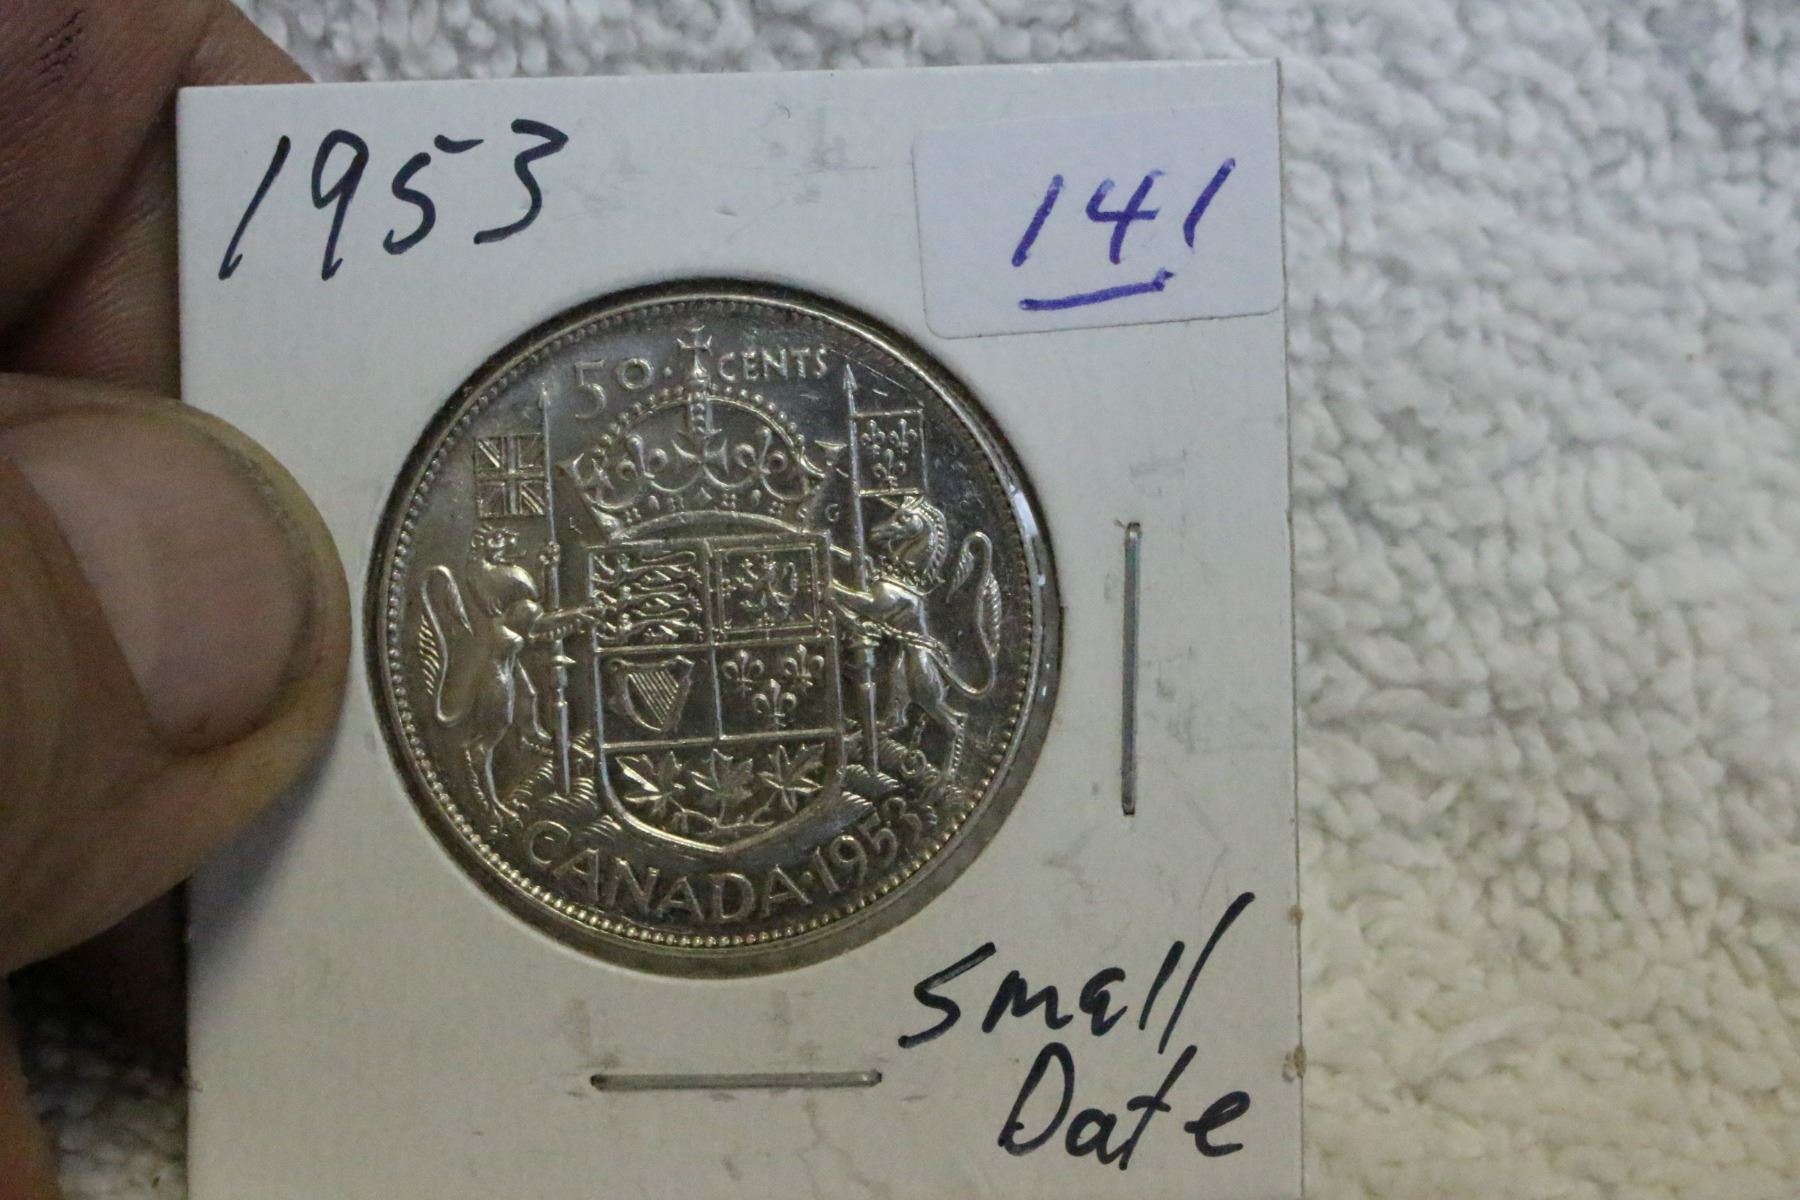 1953
141
50 · CENTS
CANADA · 1953
small
Date